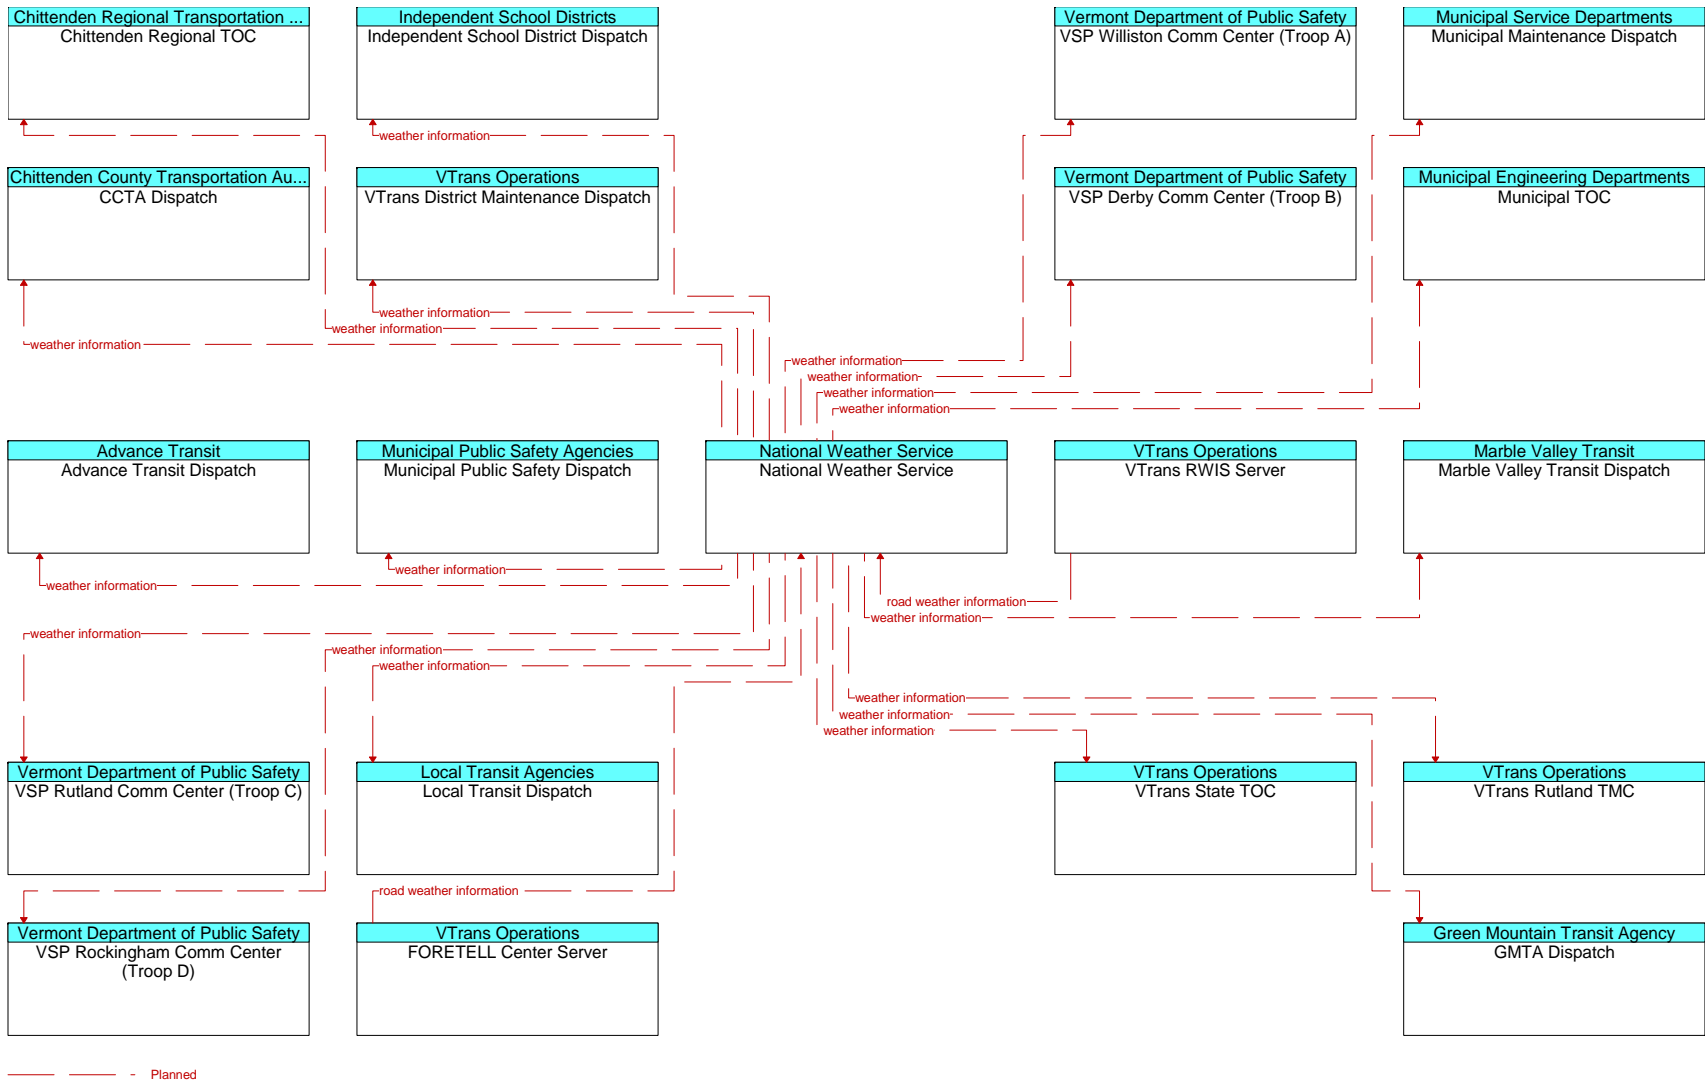 Chittenden Regional Transportation ...
Chittenden Regional TOC
Independent School Districts
Independent School District Dispatch
Vermont Department of Public Safety
VSP Williston Comm Center (Troop A)
Municipal Service Departments
Municipal Maintenance Dispatch
weather information
Chittenden County Transportation Au...
CCTA Dispatch
VTrans Operations
VTrans District Maintenance Dispatch
Vermont Department of Public Safety
VSP Derby Comm Center (Troop B)
Municipal Engineering Departments
Municipal TOC
weather information
weather information
weather information
weather information
weather information
weather information
weather information
Advance Transit
Advance Transit Dispatch
Municipal Public Safety Agencies
Municipal Public Safety Dispatch
National Weather Service
National Weather Service
VTrans Operations
VTrans RWIS Server
Marble Valley Transit
Marble Valley Transit Dispatch
weather information
weather information
road weather information
weather information
weather information
weather information
weather information
weather information
weather information
weather information
Vermont Department of Public Safety
VSP Rutland Comm Center (Troop C)
Local Transit Agencies
Local Transit Dispatch
VTrans Operations
VTrans State TOC
VTrans Operations
VTrans Rutland TMC
road weather information
Vermont Department of Public Safety
VSP Rockingham Comm Center
(Troop D)
VTrans Operations
FORETELL Center Server
Green Mountain Transit Agency
GMTA Dispatch
Planned